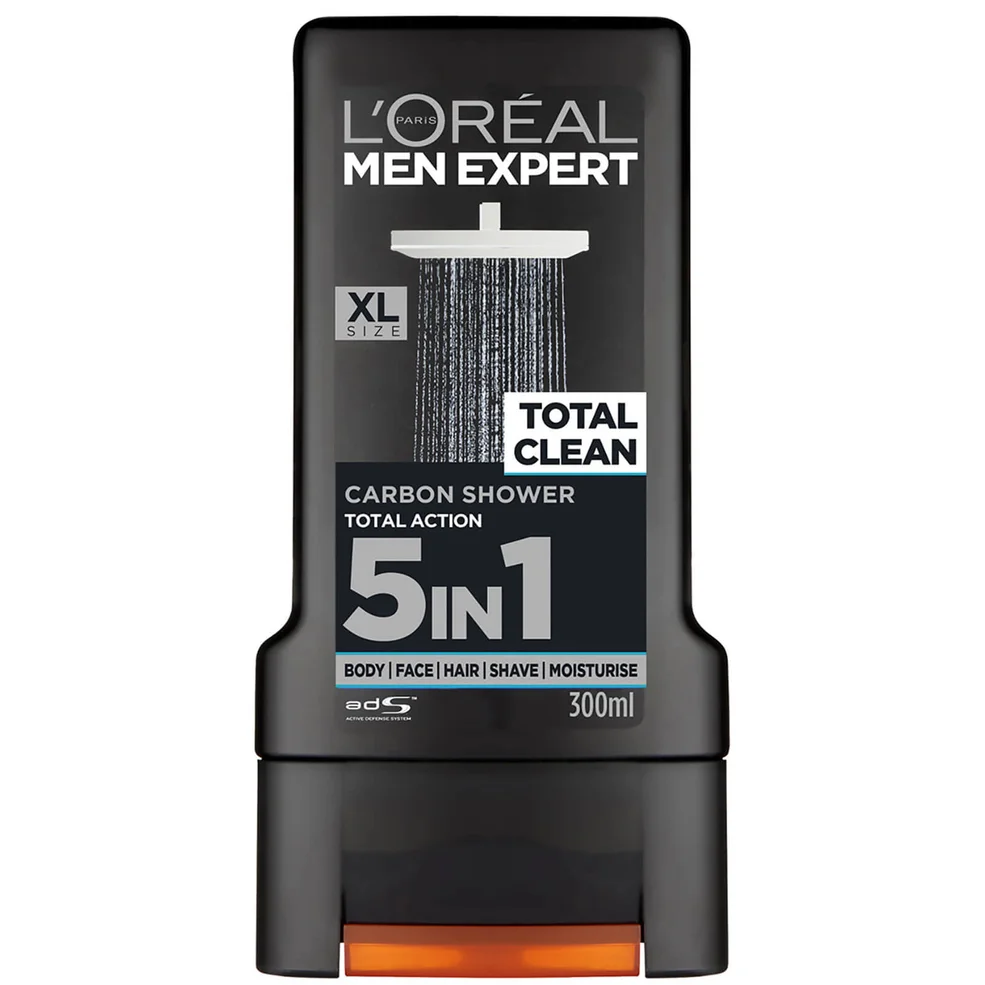 L'ORÉAL
PARIS
MEN EXPERT
XL
SIZE
TOTAL
CLEAN
CARBON SHOWER
TOTAL ACTION
5IN1
BODY | FACE | HAIR | SHAVE | MOISTURISE
adS™
ACTIVE DEFENSE SYSTEM
300ml